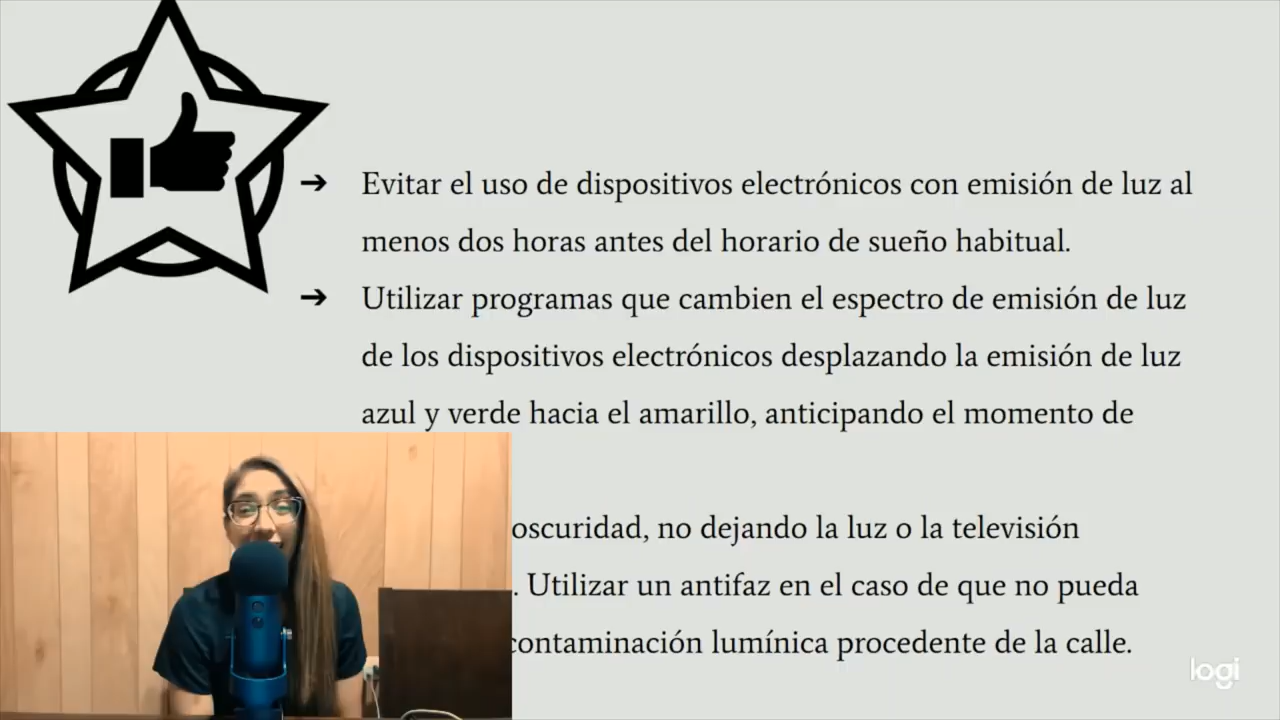 ➔ Evitar el uso de dispositivos electrónicos con emisión de luz al
menos dos horas antes del horario de sueño habitual.
➔ Utilizar programas que cambien el espectro de emisión de luz
de los dispositivos electrónicos desplazando la emisión de luz
azul y verde hacia el amarillo, anticipando el momento de
oscuridad, no dejando la luz o la televisión
. Utilizar un antifaz en el caso de que no pueda
contaminación lumínica procedente de la calle.
logi